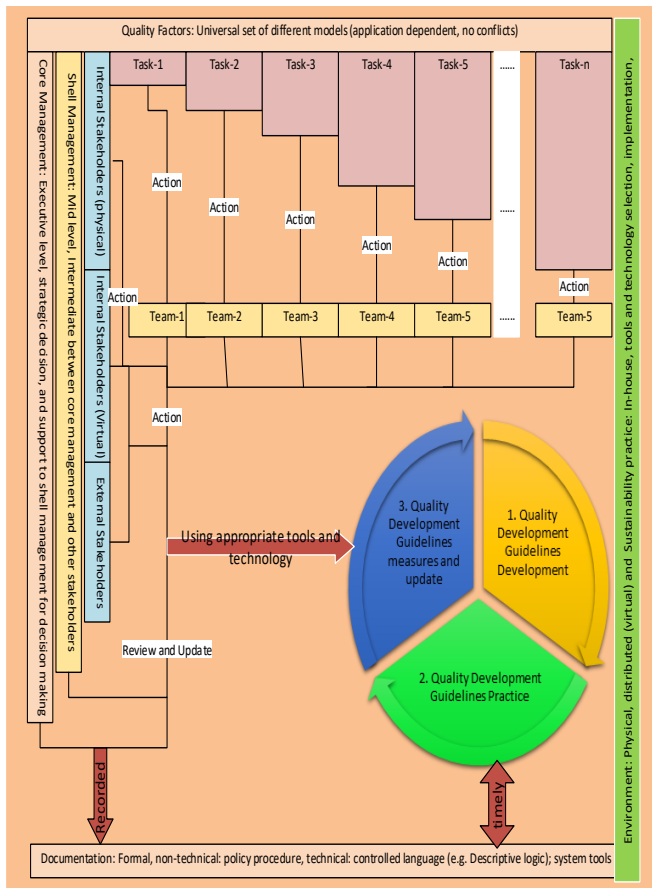 Quality Factors: Universal set of different models (application dependent, no conflicts)
Core Management: Executive level, strategic decision, and support to shell management for decision making
Shell Management: Mid level, Intermediate between core management and other stakeholders
Internal Stakeholders (physical)
Internal Stakeholders (Virtual)
External Stakeholders
Task-1
Task-2
Task-3
Task-4
Task-5
......
Task-n
Action
Action
Action
Action
Action
......
Action
Action
Team-1
Team-2
Team-3
Team-4
Team-5
......
Team-5
Action
Using appropriate tools and
technology
3. Quality
Development
Guidelines
measures and
update
1. Quality
Development
Guidelines
Development
2. Quality Development
Guidelines Practice
Review and Update
Recorded
timely
Documentation: Formal, non-technical: policy procedure, technical: controlled language (e.g. Descriptive logic); system tools
Environment: Physical, distributed (virtual) and Sustainability practice: In-house, tools and technology selection, implementation,